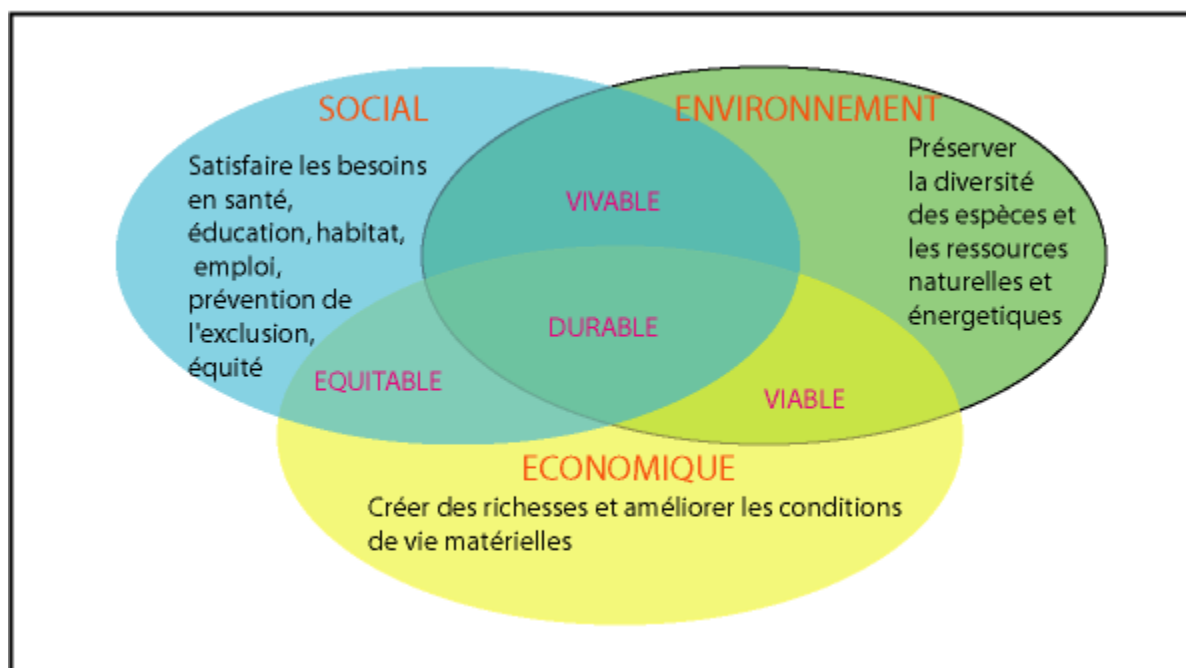 SOCIAL
Satisfaire les besoins
en santé,
éducation, habitat,
emploi,
prévention de
l'exclusion,
équité
ENVIRONNEMENT
Préserver
la diversité
des espèces et
les ressources
naturelles et
énergetiques
VIVABLE
DURABLE
EQUITABLE
VIABLE
ECONOMIQUE
Créer des richesses et améliorer les conditions
de vie matérielles